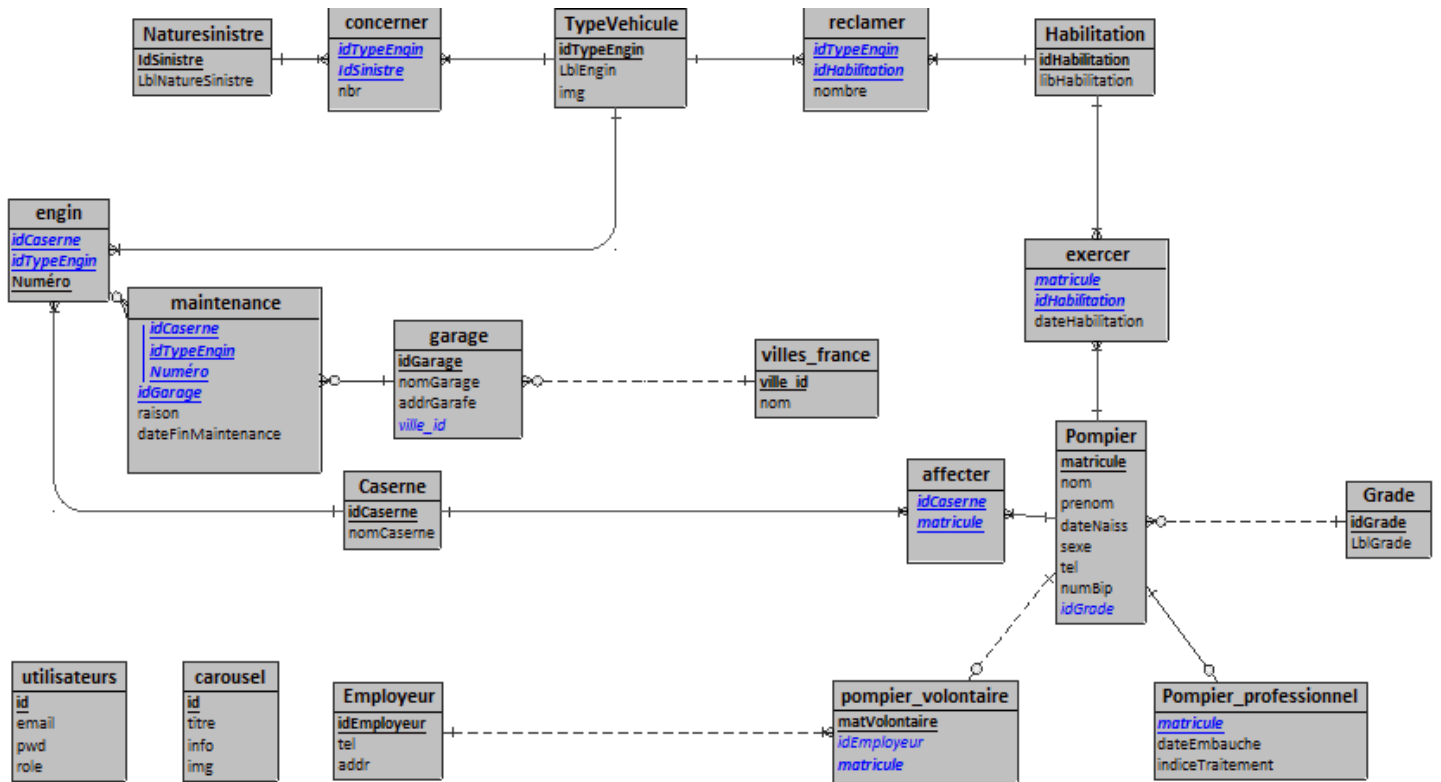 Naturesinistre
IdSinistre
LblNatureSinistre
concerner
idTypeEngin
IdSinistre
nbr
TypeVehicule
idTypeEngin
LblEngin
img
reclamer
idTypeEngin
idHabilitation
nombre
Habilitation
idHabilitation
libHabilitation
engin
idCaserne
idTypeEngin
Numéro
maintenance
idCaserne
idTypeEngin
Numéro
idGarage
raison
dateFinMaintenance
garage
idGarage
nomGarage
addrGarafe
ville_id
villes_france
ville_id
nom
exercer
matricule
idHabilitation
dateHabilitation
Caserne
idCaserne
nomCaserne
affecter
idCaserne
matricule
Pompier
matricule
nom
prenom
dateNaiss
sexe
tel
numBip
idGrade
Grade
idGrade
LblGrade
utilisateurs
id
email
pwd
role
carousel
id
titre
info
img
Employeur
idEmployeur
tel
addr
pompier_volontaire
matVolontaire
idEmployeur
matricule
Pompier_professionnel
matricule
dateEmbauche
indiceTraitement